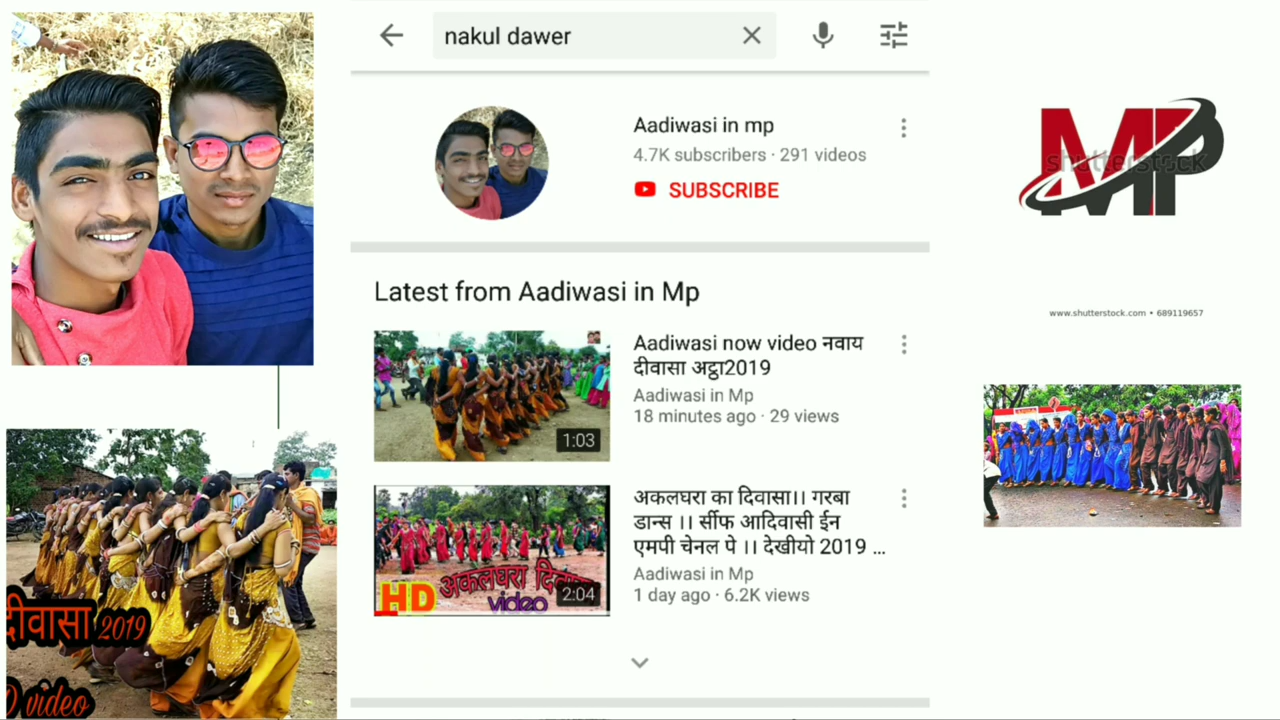 nakul dawer
Aadiwasi in mp
4.7K subscribers · 291 videos
SUBSCRIBE
Latest from Aadiwasi in Mp
Aadiwasi now video नवाय
दीवासा अट्ठा2019
Aadiwasi in Mp
18 minutes ago · 29 views
1:03
अकलघरा का दिवासा।। गरबा
डान्स ।। र्सीफ आदिवासी ईन
एमपी चेनल पे ।। देखीयो 2019 ...
Aadiwasi in Mp
1 day ago · 6.2K views
अकलघरा
HD
video
2:04
दीवासा 2019
video
MP
shutterstock
www.shutterstock.com • 689119657